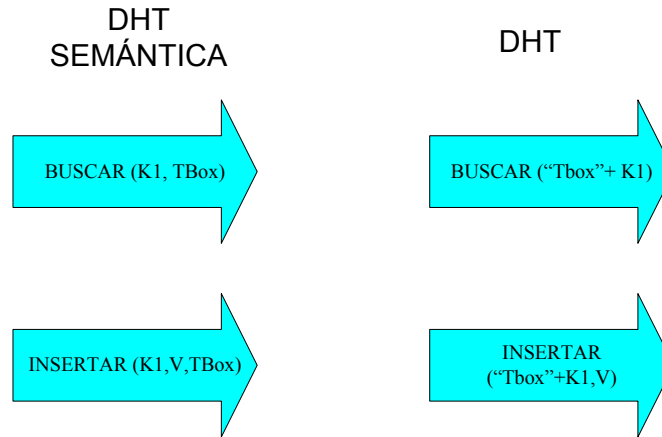 DHT
SEMÁNTICA
DHT
BUSCAR (K1, TBox)
BUSCAR (“Tbox”+ K1)
INSERTAR (K1,V,TBox)
INSERTAR
(“Tbox”+K1,V)